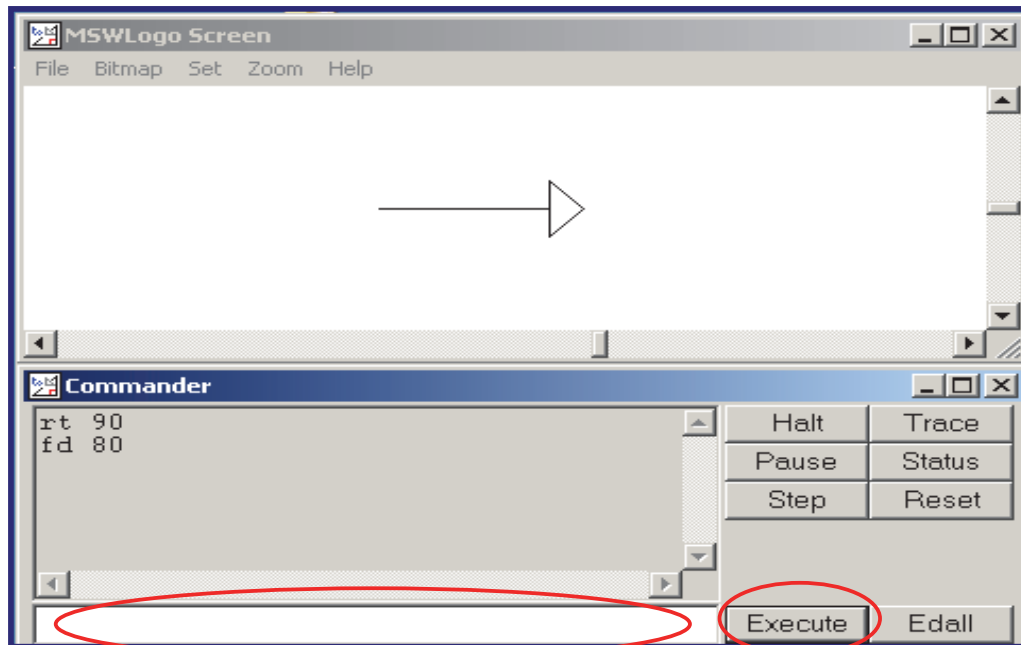 MSWLogo Screen
File Bitmap Set Zoom Help
Commander
rt 90
fd 80
Halt Trace
Pause Status
Step Reset
Execute Edall